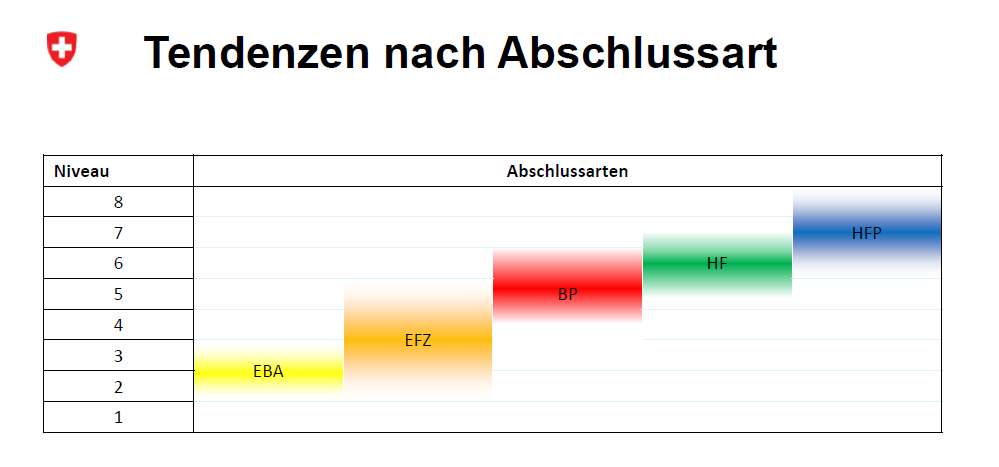 Tendenzen nach Abschlussart
Niveau Abschlussarten
8
7 HFP
6 HF
5 BP
4
EFZ
3
EBA
2
1